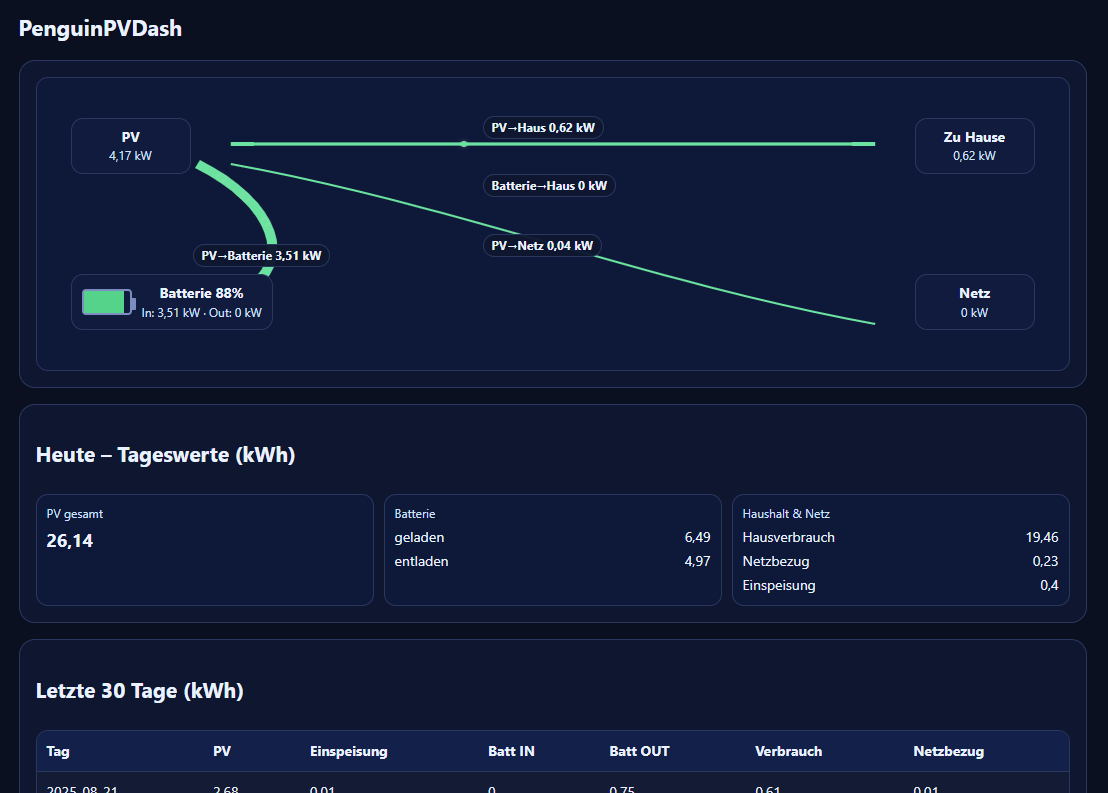 PenguinPVDash
PV
4,17 kW
PV→Haus 0,62 kW
Zu Hause
0,62 kW
Batterie→Haus 0 kW
PV→Netz 0,04 kW
PV→Batterie 3,51 kW
Batterie 88%
In: 3,51 kW · Out: 0 kW
Netz
0 kW
Heute – Tageswerte (kWh)
PV gesamt
26,14
Batterie
geladen 6,49
entladen 4,97
Haushalt & Netz
Hausverbrauch 19,46
Netzbezug 0,23
Einspeisung 0,4
Letzte 30 Tage (kWh)
Tag PV Einspeisung Batt IN Batt OUT Verbrauch Netzbezug
2025-08-21 2,68 0,01 0 0,75 0,61 0,01